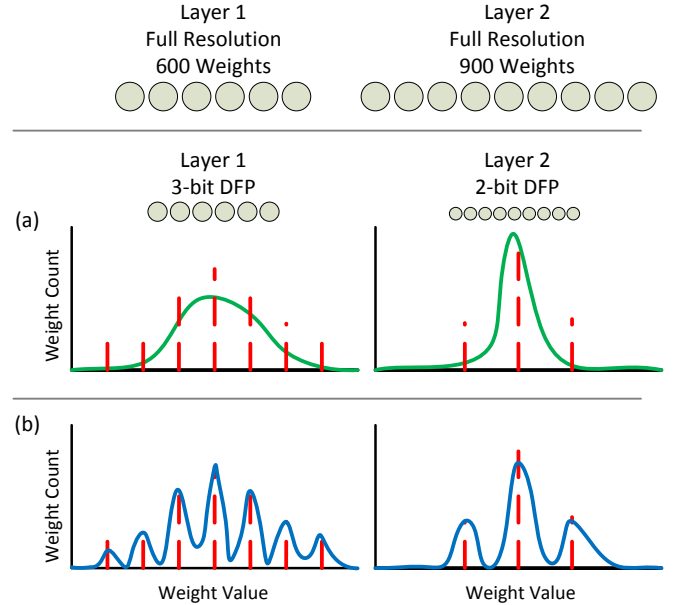 Layer 1
Full Resolution
600 Weights
Layer 2
Full Resolution
900 Weights
Layer 1
3-bit DFP
Layer 2
2-bit DFP
(a)
Weight Count
(b)
Weight Count
Weight Value
Weight Value